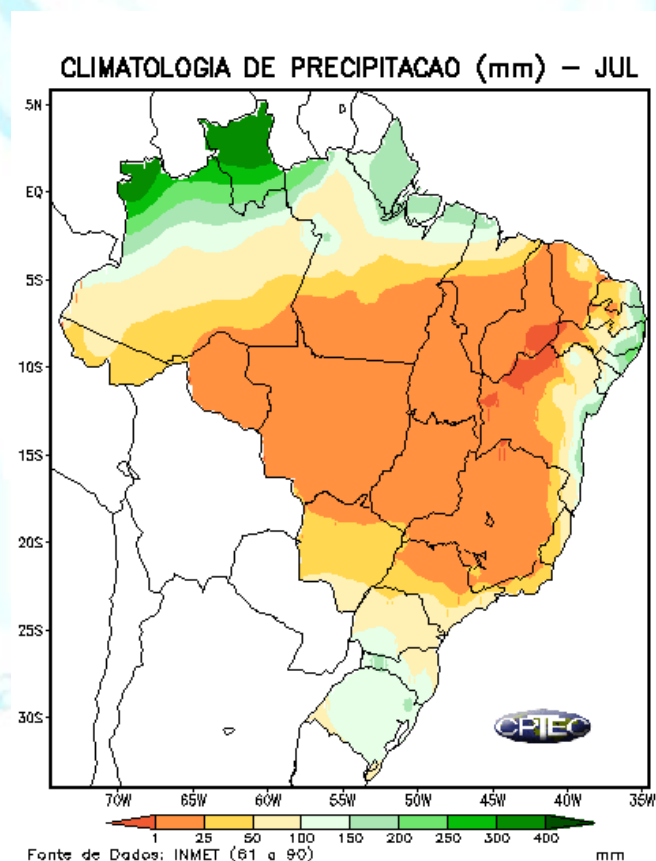 CLIMATOLOGIA DE PRECIPITACAO (mm) – JUL
5N
EQ
5S
10S
15S
20S
25S
30S
CPTEC
70W 65W 60W 55W 50W 45W 40W 35W
1 25 50 100 150 200 250 300 400
Fonte de Dados: INMET (61 a 90) mm